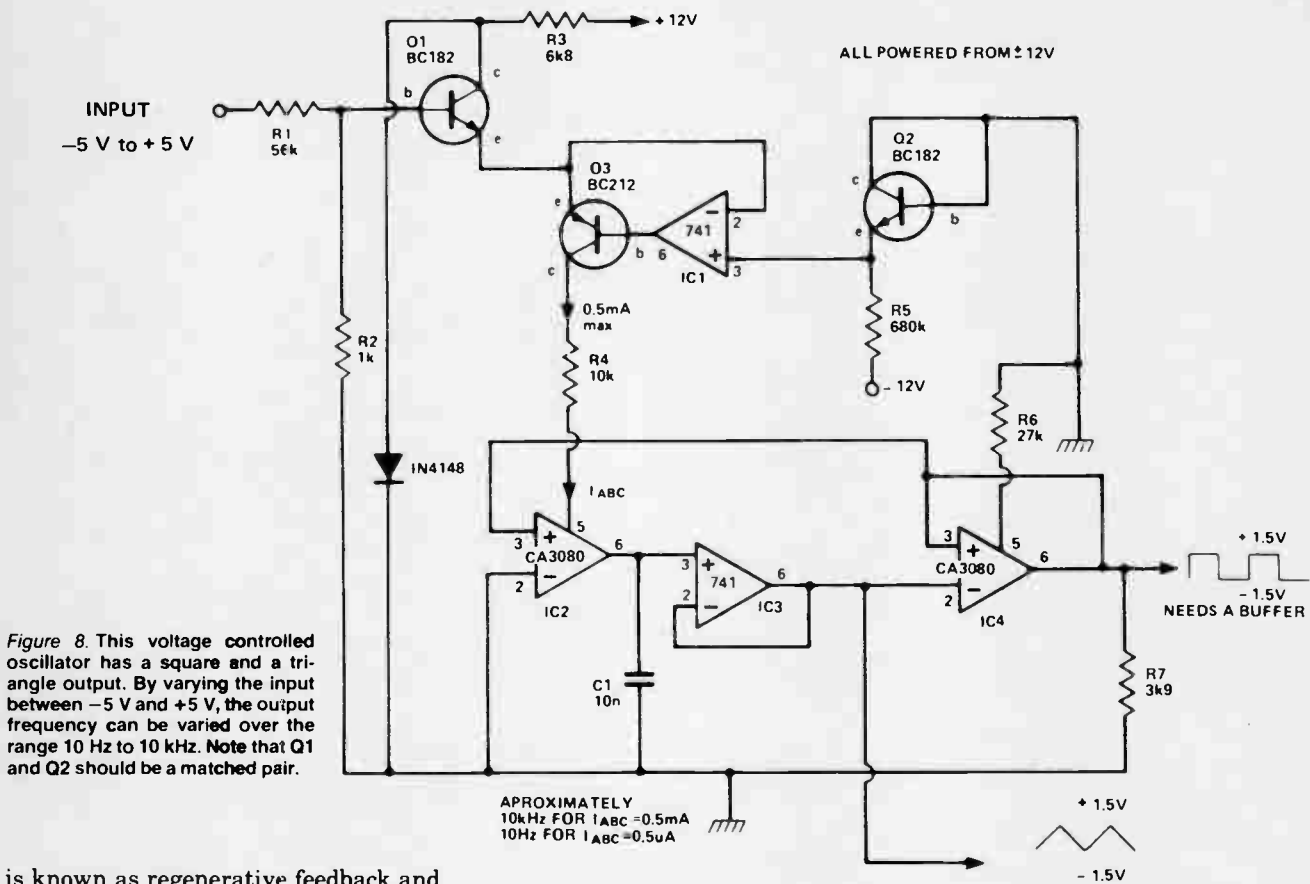 + 12V
R3
6k8
O1
BC182
c
b
e
ALL POWERED FROM ± 12V
INPUT
−5 V to + 5 V
R1
56k
O3
BC212
e
b
c
−
2
741
6
+
3
IC1
Q2
BC182
c
b
e
0.5mA
max
R2
1k
R4
10k
R5
680k
− 12V
R6
27k
IN4148
I ABC
5
3
+
CA3080
6
2
−
IC2
3
+
741
6
2
−
IC3
3
+
5
CA3080
6
2
−
IC4
+ 1.5V
− 1.5V
NEEDS A BUFFER
C1
10n
R7
3k9
Figure 8. This voltage controlled
oscillator has a square and a tri-
angle output. By varying the input
between −5 V and +5 V, the output
frequency can be varied over the
range 10 Hz to 10 kHz. Note that Q1
and Q2 should be a matched pair.
APROXIMATELY
10kHz FOR I ABC =0.5mA
10Hz FOR I ABC =0.5uA
+ 1.5V
− 1.5V
is known as regenerative feedback and